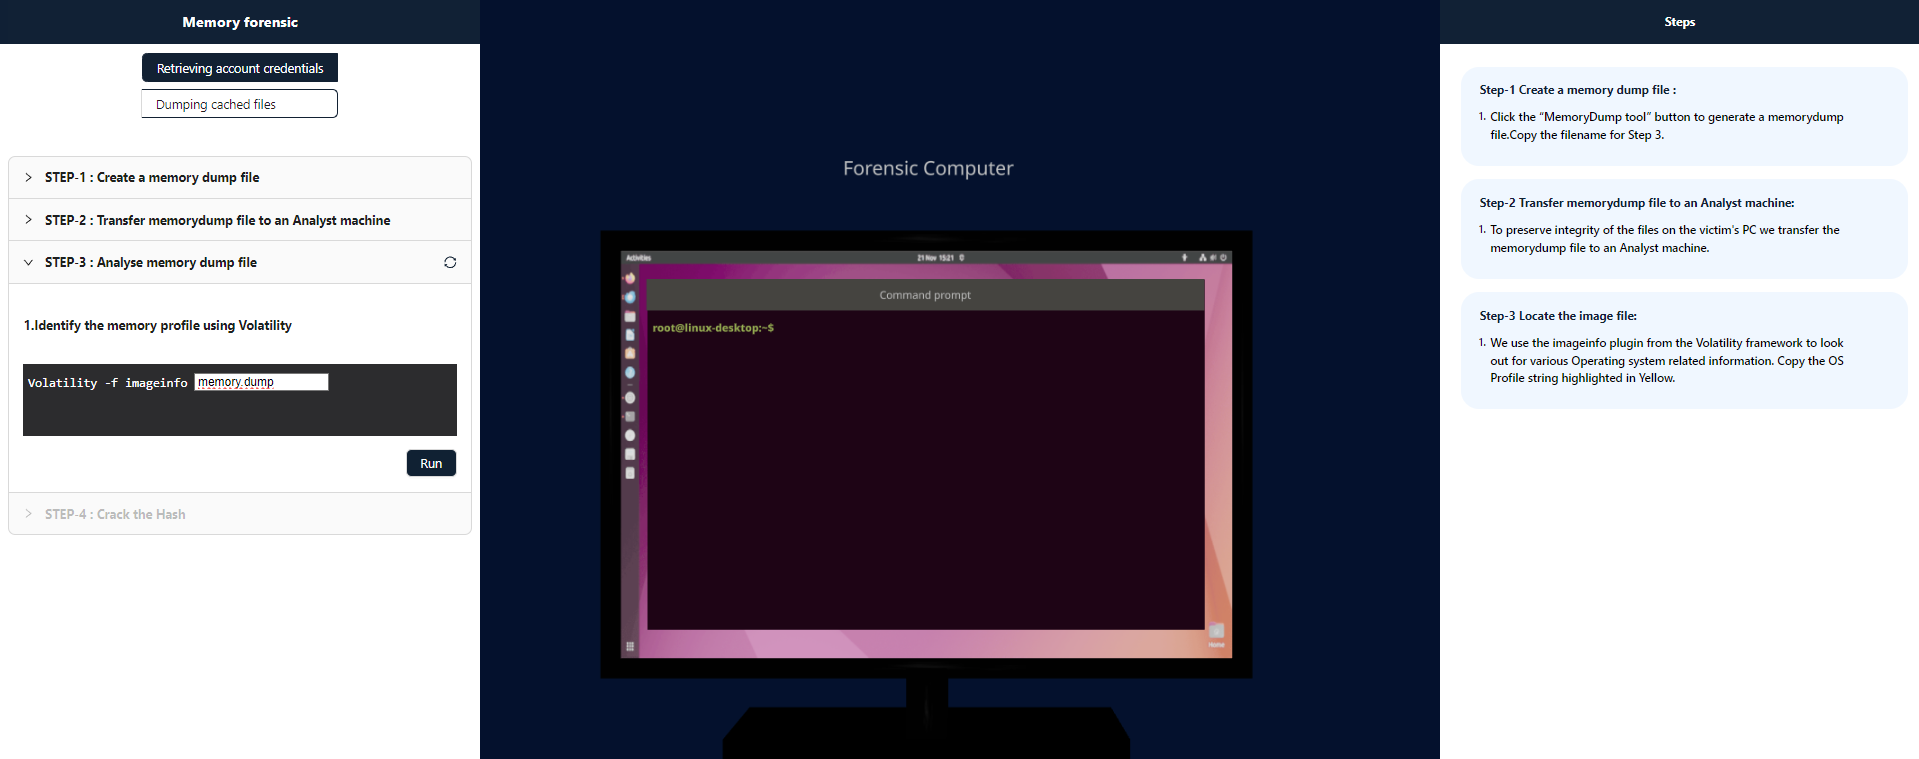 Memory forensic
Retrieving account credentials
Dumping cached files
STEP-1 : Create a memory dump file
STEP-2 : Transfer memorydump file to an Analyst machine
STEP-3 : Analyse memory dump file
1.Identify the memory profile using Volatility
Volatility -f imageinfo memory.dump
Run
STEP-4 : Crack the Hash
Forensic Computer
Activities
21 Nov 15:21
Command prompt
root@linux-desktop:~$
Home
Steps
Step-1 Create a memory dump file :
1. Click the “MemoryDump tool” button to generate a memorydump
file.Copy the filename for Step 3.
Step-2 Transfer memorydump file to an Analyst machine:
1. To preserve integrity of the files on the victim's PC we transfer the
memorydump file to an Analyst machine.
Step-3 Locate the image file:
1. We use the imageinfo plugin from the Volatility framework to look
out for various Operating system related information. Copy the OS
Profile string highlighted in Yellow.